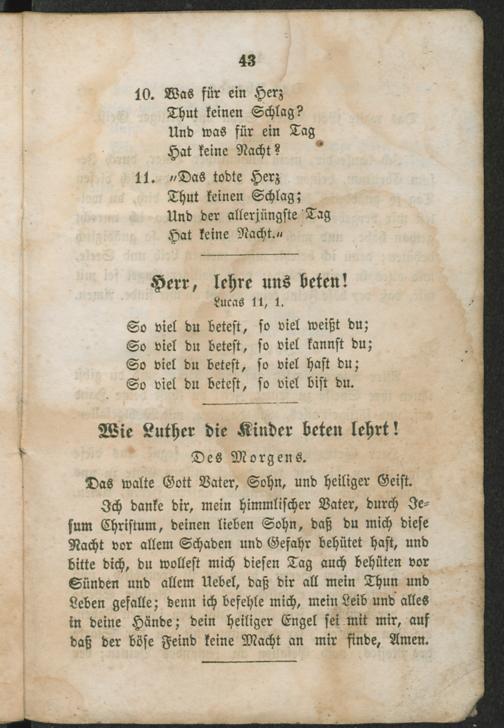 43
10. Was für ein Herz
Thut keinen Schlag?
Und was für ein Tag
Hat keine Nacht?
11. „Das todte Herz
Thut keinen Schlag;
Und der allerjüngste Tag
Hat keine Nacht.„
Herr, lehre uns beten!
Lucas 11, 1.
So viel du betest, so viel weißt du;
So viel du betest, so viel kannst du;
So viel du betest, so viel hast du;
So viel du betest, so viel bist du.
Wie Luther die Kinder beten lehrt!
Des Morgens.
Das walte Gott Vater, Sohn, und heiliger Geist.
Ich danke dir, mein himmlischer Vater, durch Je-
sum Christum, deinen lieben Sohn, daß du mich diese
Nacht vor allem Schaden und Gefahr behütet hast, und
bitte dich, du wollest mich diesen Tag auch behüten vor
Sünden und allem Uebel, daß dir all mein Thun und
Leben gefalle; denn ich befehle mich, mein Leib und alles
in deine Hände; dein heiliger Engel sei mit mir, auf
daß der böse Feind keine Macht an mir finde, Amen.